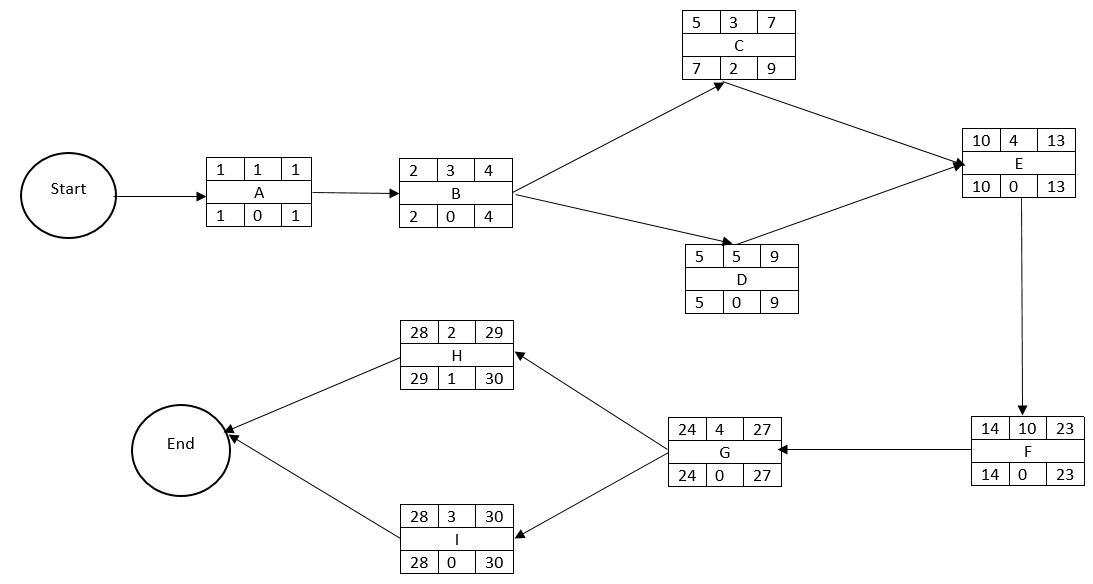 Start
1 1 1
A
1 0 1
2 3 4
B
2 0 4
5 3 7
C
7 2 9
5 5 9
D
5 0 9
10 4 13
E
10 0 13
14 10 23
F
14 0 23
24 4 27
G
24 0 27
28 2 29
H
29 1 30
28 3 30
I
28 0 30
End